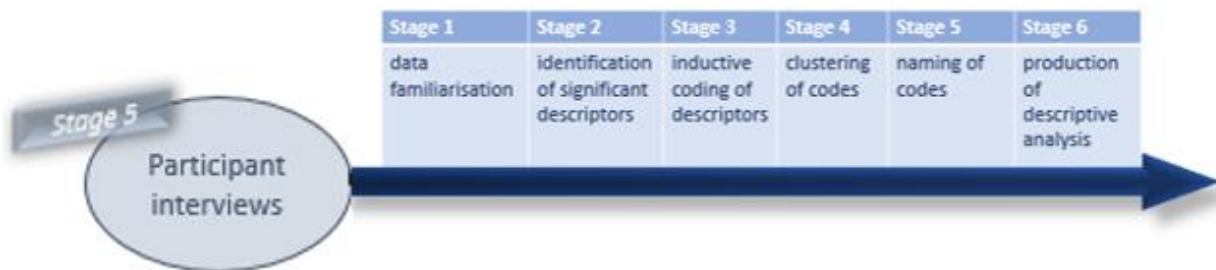 Stage 1
Stage 2
Stage 3
Stage 4
Stage 5
Stage 6
data
familiarisation
identification
of significant
descriptors
inductive
coding of
descriptors
clustering
of codes
naming of
codes
production
of
descriptive
analysis
Stage 5
Participant
interviews